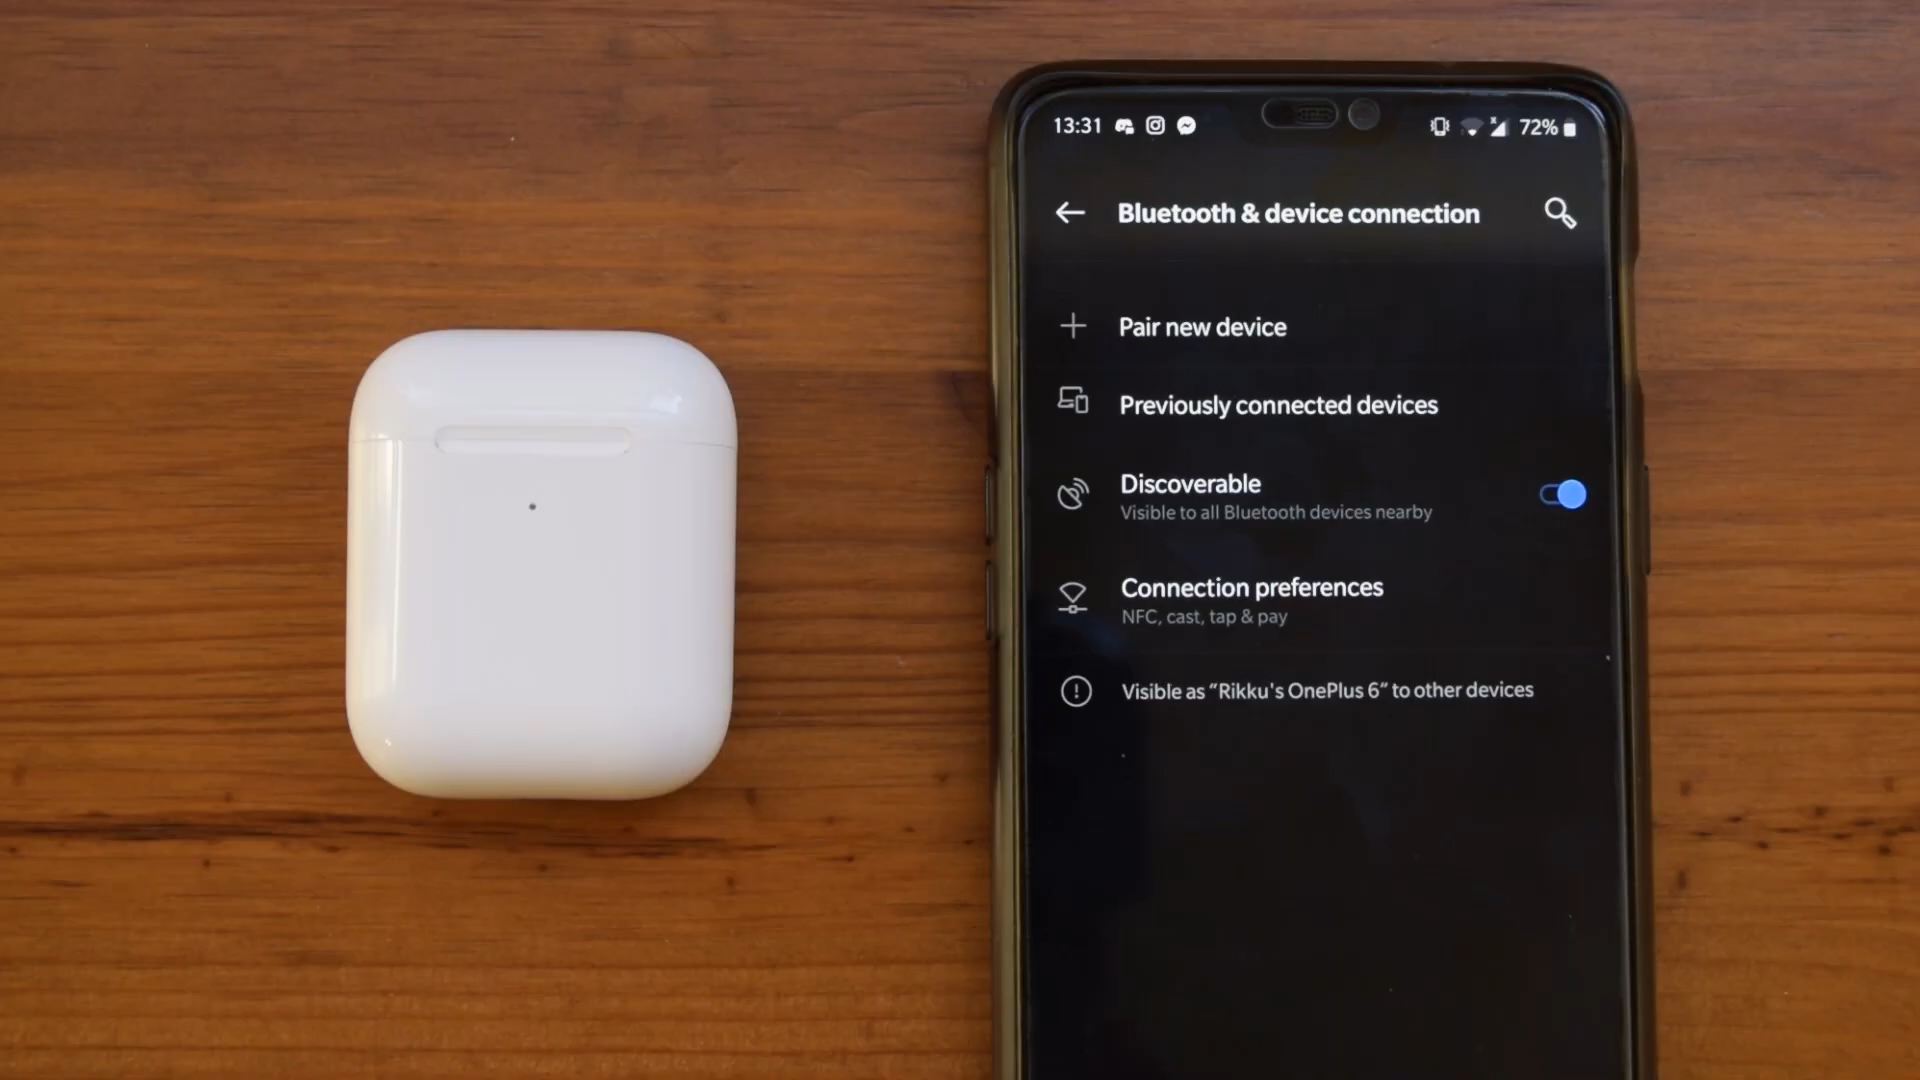 13:31 72%
Bluetooth & device connection
Pair new device
Previously connected devices
Discoverable
Visible to all Bluetooth devices nearby
Connection preferences
NFC, cast, tap & pay
Visible as "Rikku's OnePlus 6" to other devices